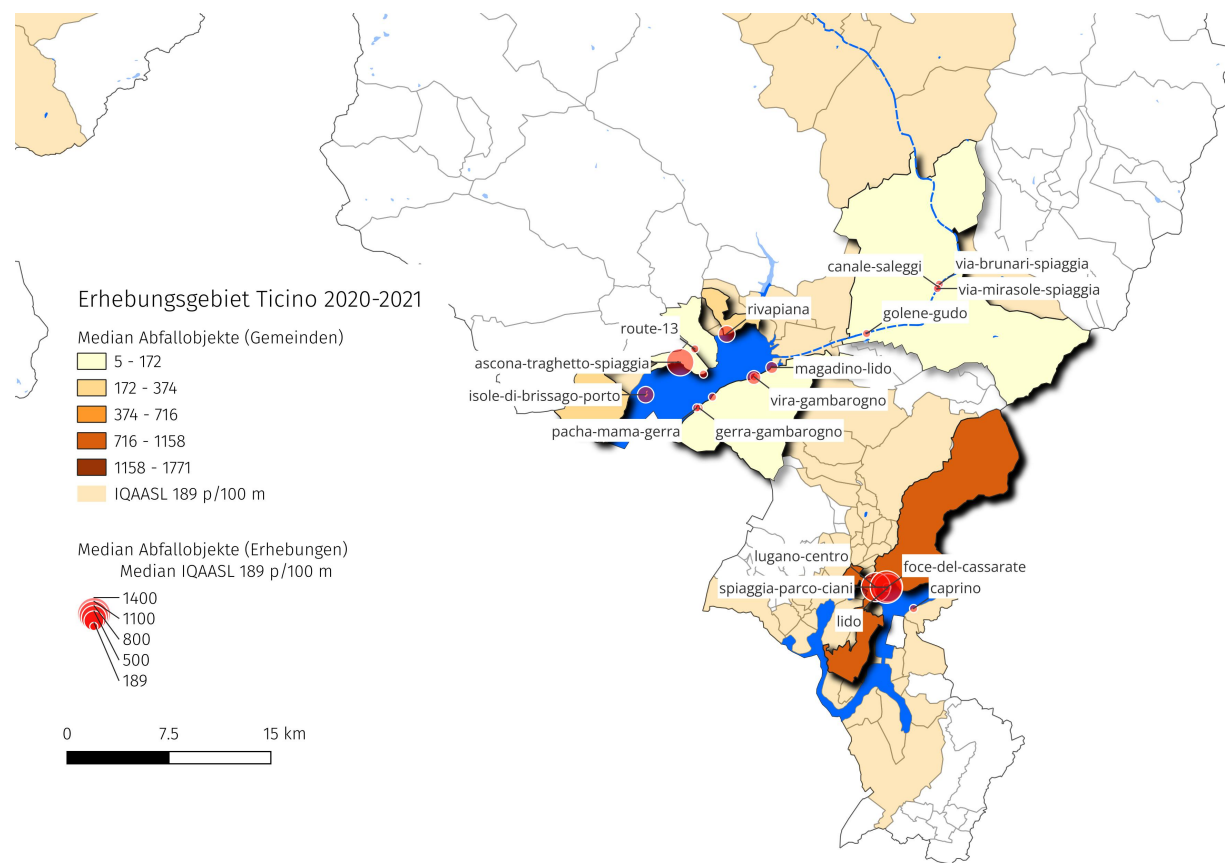 canale-saleggi
via-brunari-spiaggia
via-mirasole-spiaggia
Erhebungsgebiet Ticino 2020-2021
rivapiana
golene-gudo
route-13
Median Abfallobjekte (Gemeinden)
5 - 172
172 - 374
374 - 716
716 - 1158
1158 - 1771
IQAASL 189 p/100 m
ascona-traghetto-spiaggia
magadino-lido
isole-di-brissago-porto
vira-gambarogno
pacha-mama-gerra
gerra-gambarogno
Median Abfallobjekte (Erhebungen)
Median IQAASL 189 p/100 m
1400
1100
800
500
189
lugano-centro
foce-del-cassarate
spiaggia-parco-ciani
caprino
lido
0 7.5 15 km